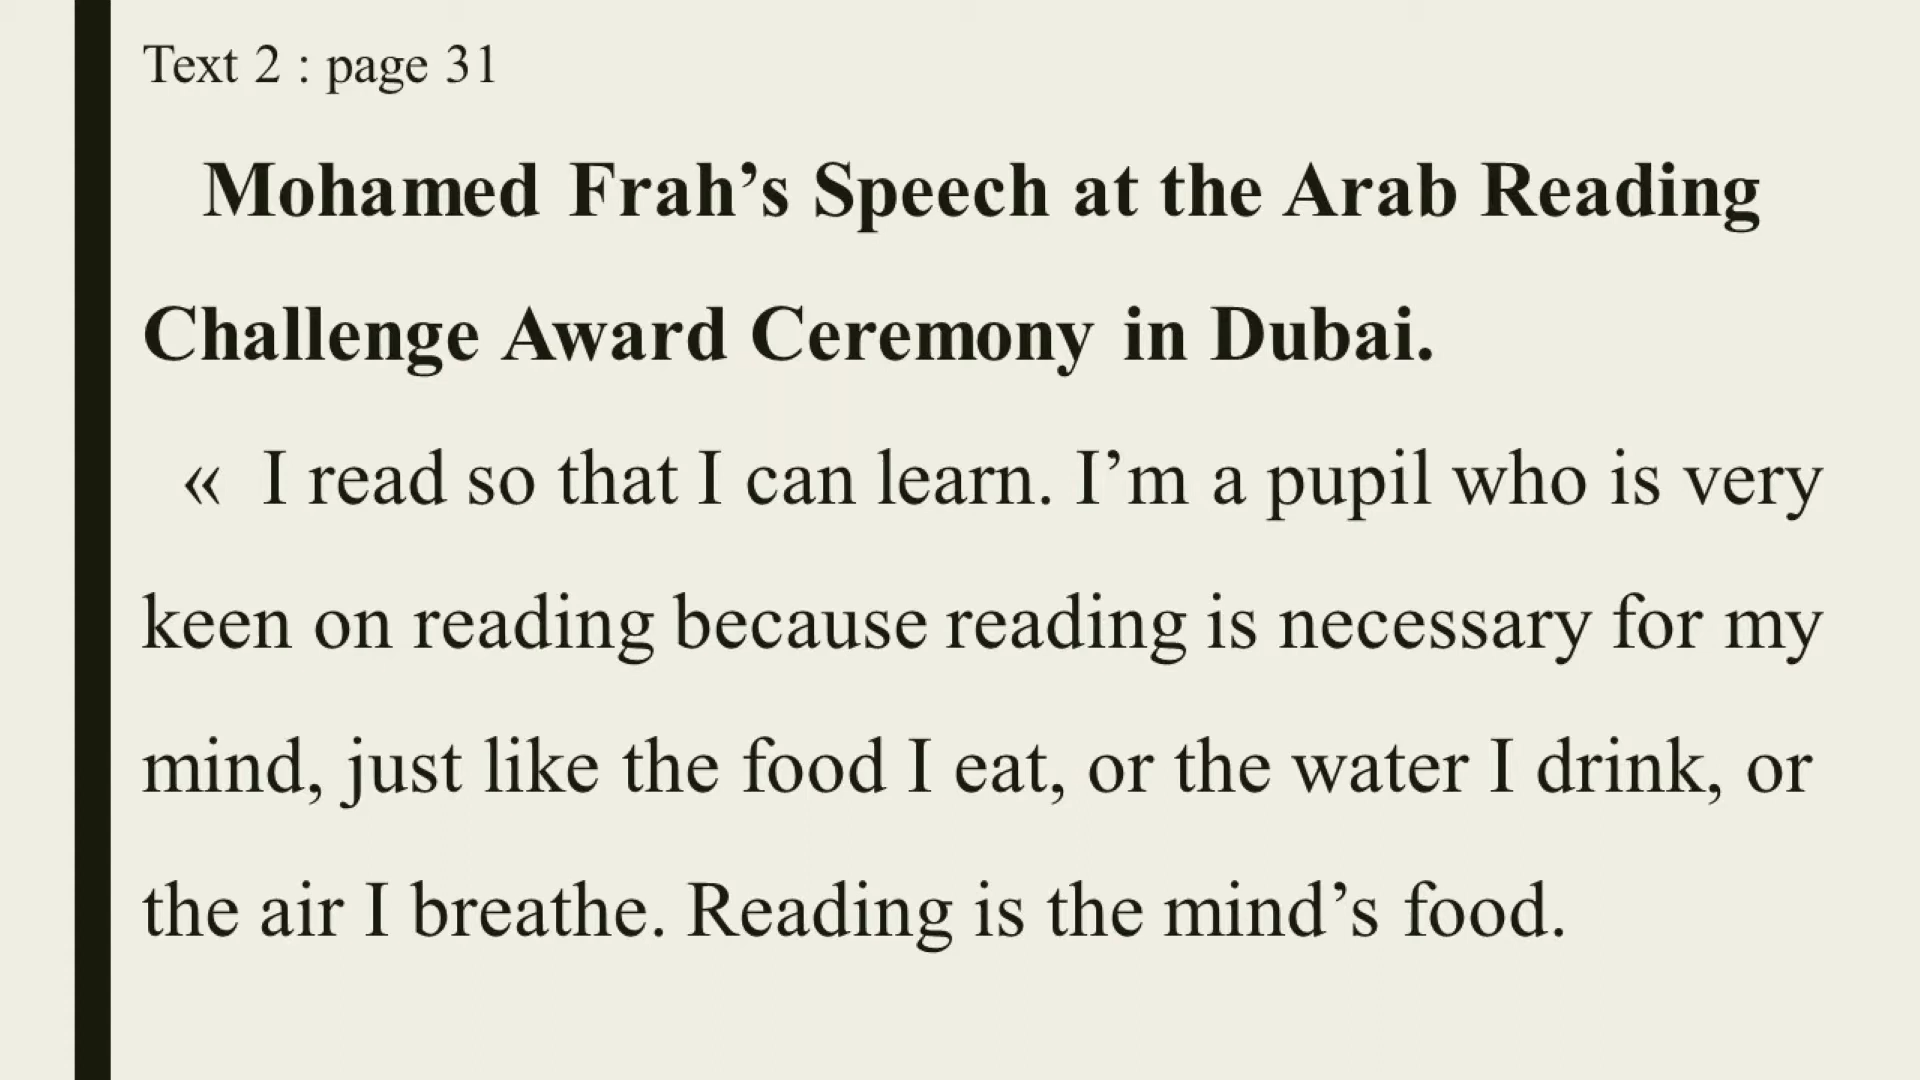 Text 2 : page 31
Mohamed Frah’s Speech at the Arab Reading
Challenge Award Ceremony in Dubai.
« I read so that I can learn. I’m a pupil who is very
keen on reading because reading is necessary for my
mind, just like the food I eat, or the water I drink, or
the air I breathe. Reading is the mind’s food.